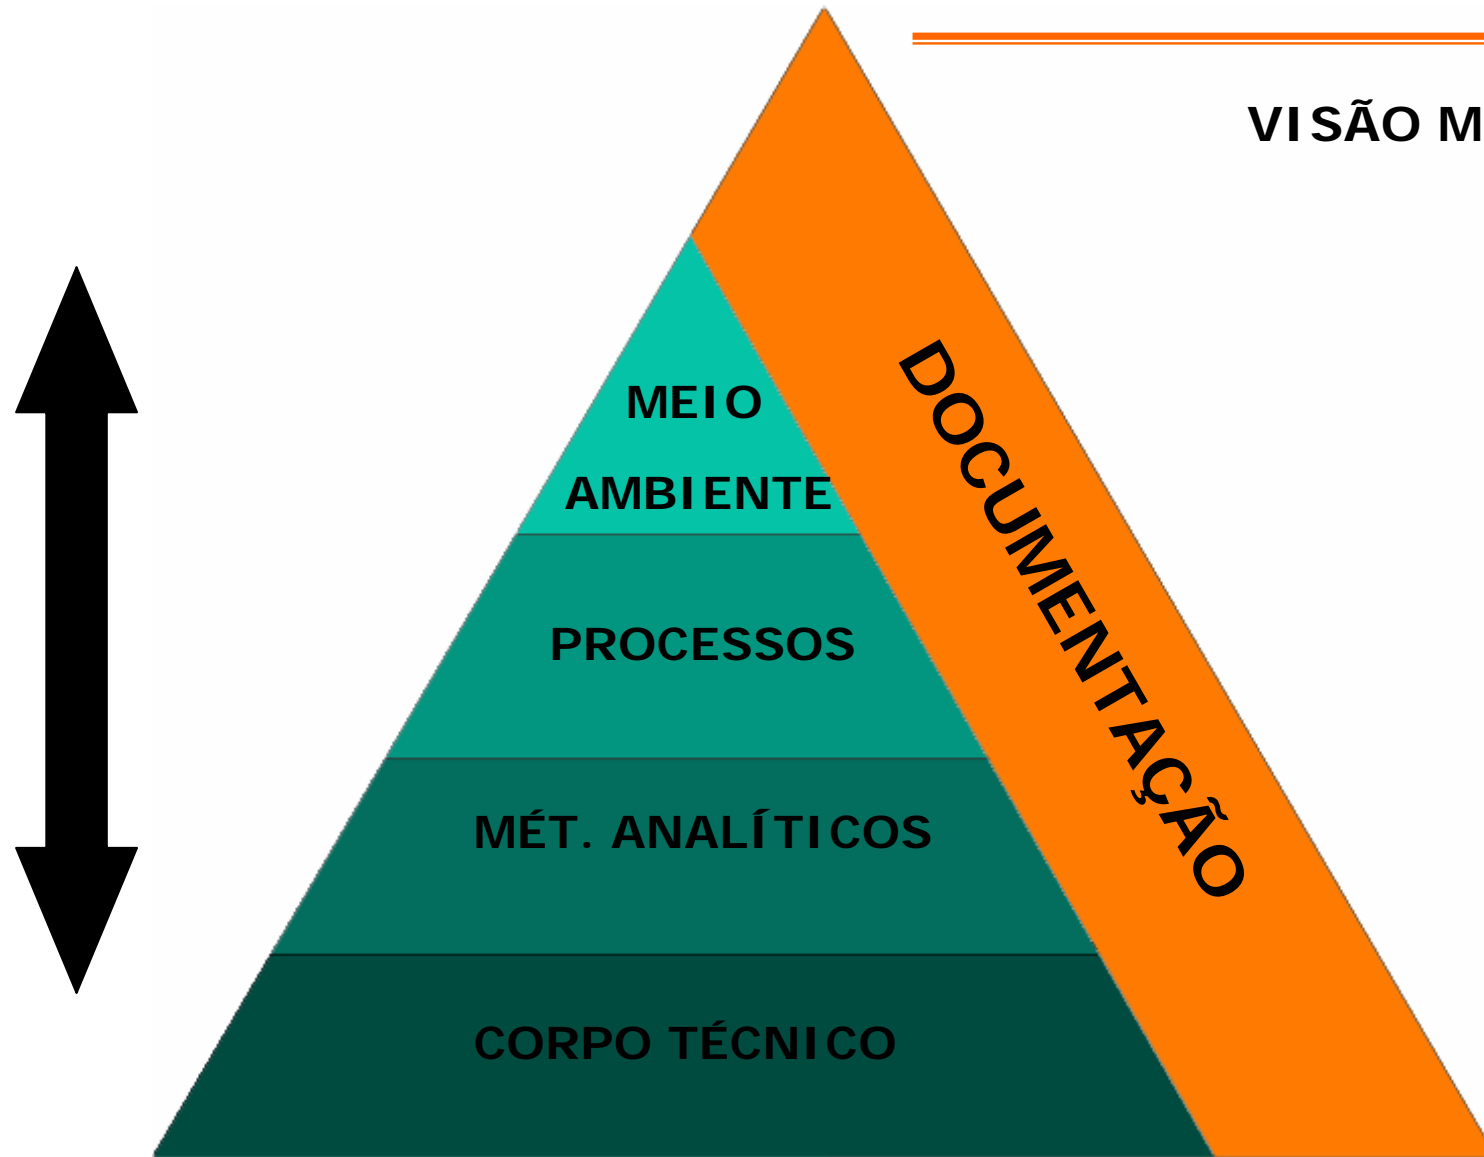 VISÃO M
MEIO
AMBIENTE
DOCUMENTAÇÃO
PROCESSOS
MÉT. ANALÍTICOS
CORPO TÉCNICO